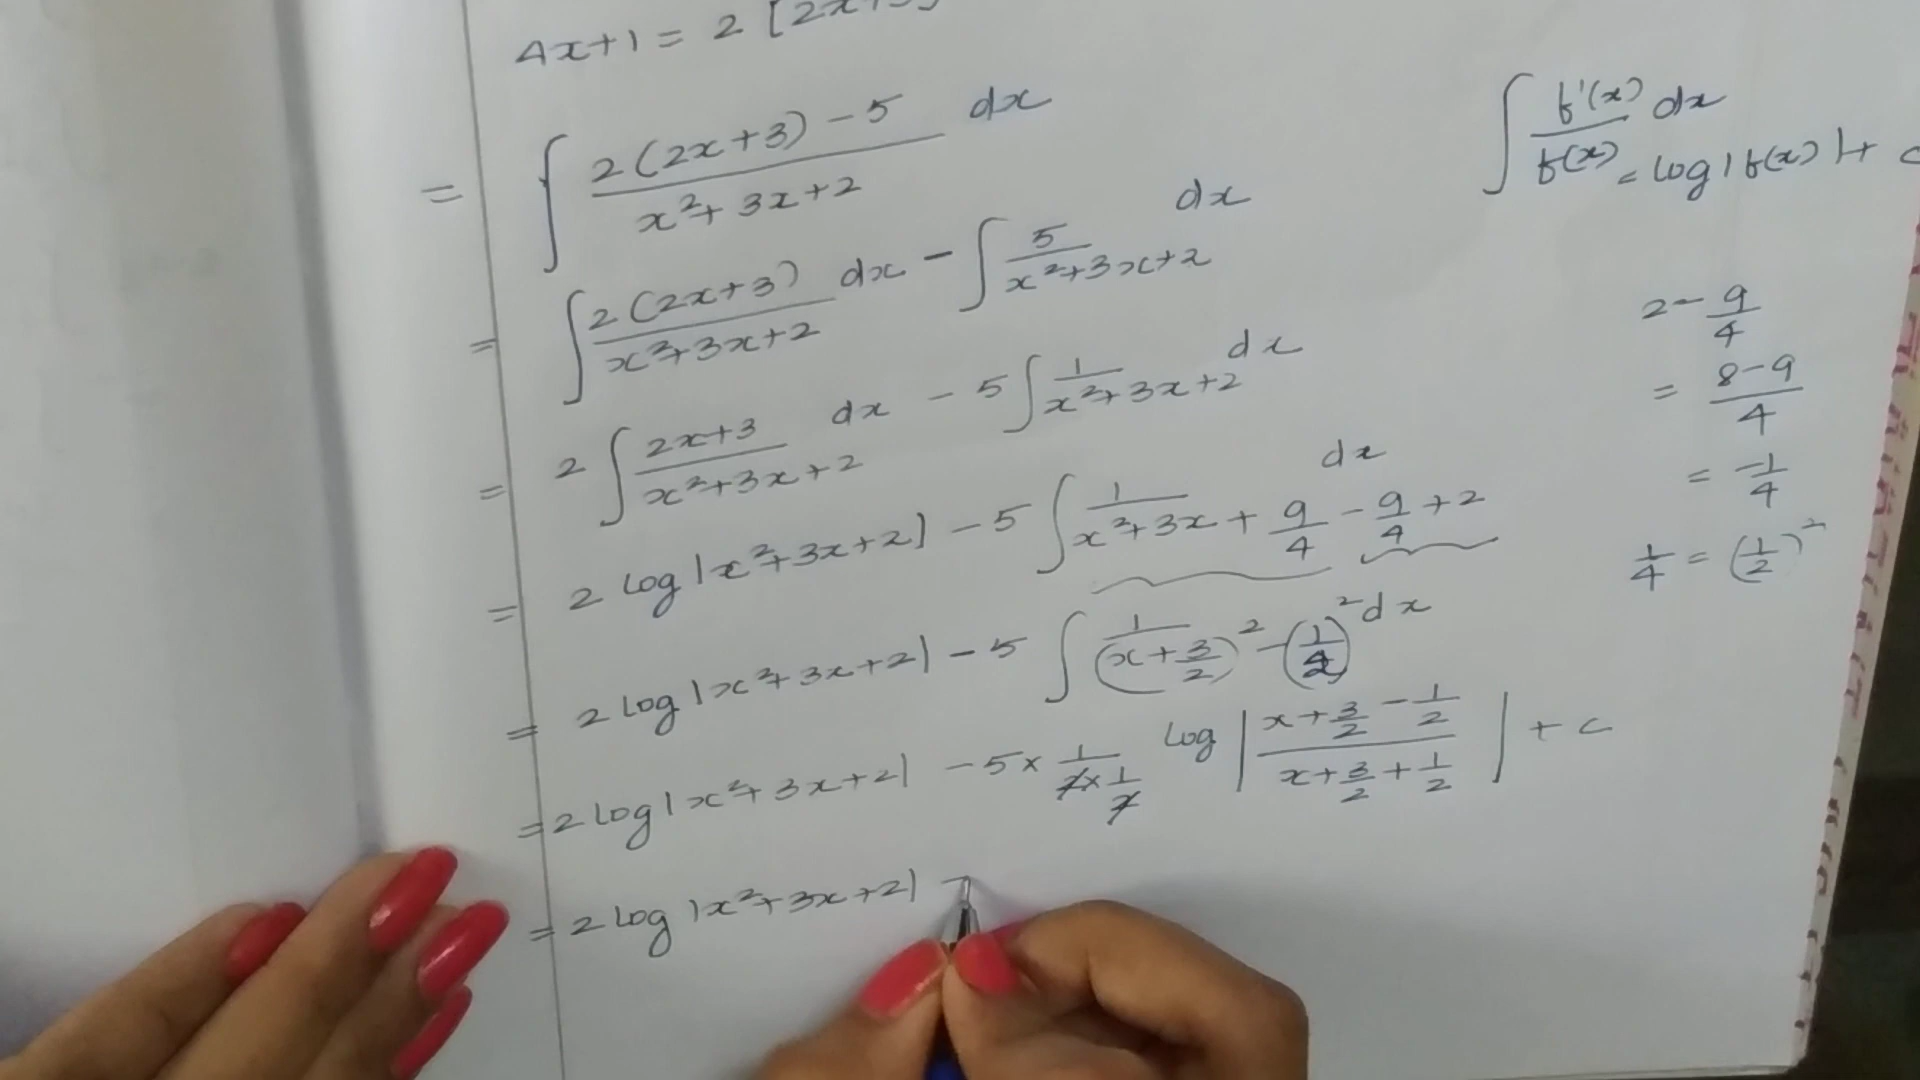 4x+1 = 2 [2x+3]
= ∫ 2(2x+3) - 5 / x²+3x+2 dx
= ∫ 2(2x+3) / x²+3x+2 dx - ∫ 5 / x²+3x+2 dx
= 2 ∫ 2x+3 / x²+3x+2 dx - 5 ∫ 1 / x²+3x+2 dx
= 2 log |x²+3x+2| - 5 ∫ 1 / x²+3x + 9/4 - 9/4 + 2 dx
= 2 log |x²+3x+2| - 5 ∫ 1 / (x+3/2)² - (1/2)² dx
= 2 log |x²+3x+2| - 5 × 1 / 2×1/2 log | x+3/2 - 1/2 / x+3/2 + 1/2 | + c
= 2 log |x²+3x+2| -
∫ f'(x) / f(x) dx
= log |f(x)| + c
2 - 9/4
= 8-9 / 4
= -1/4
1/4 = (1/2)²